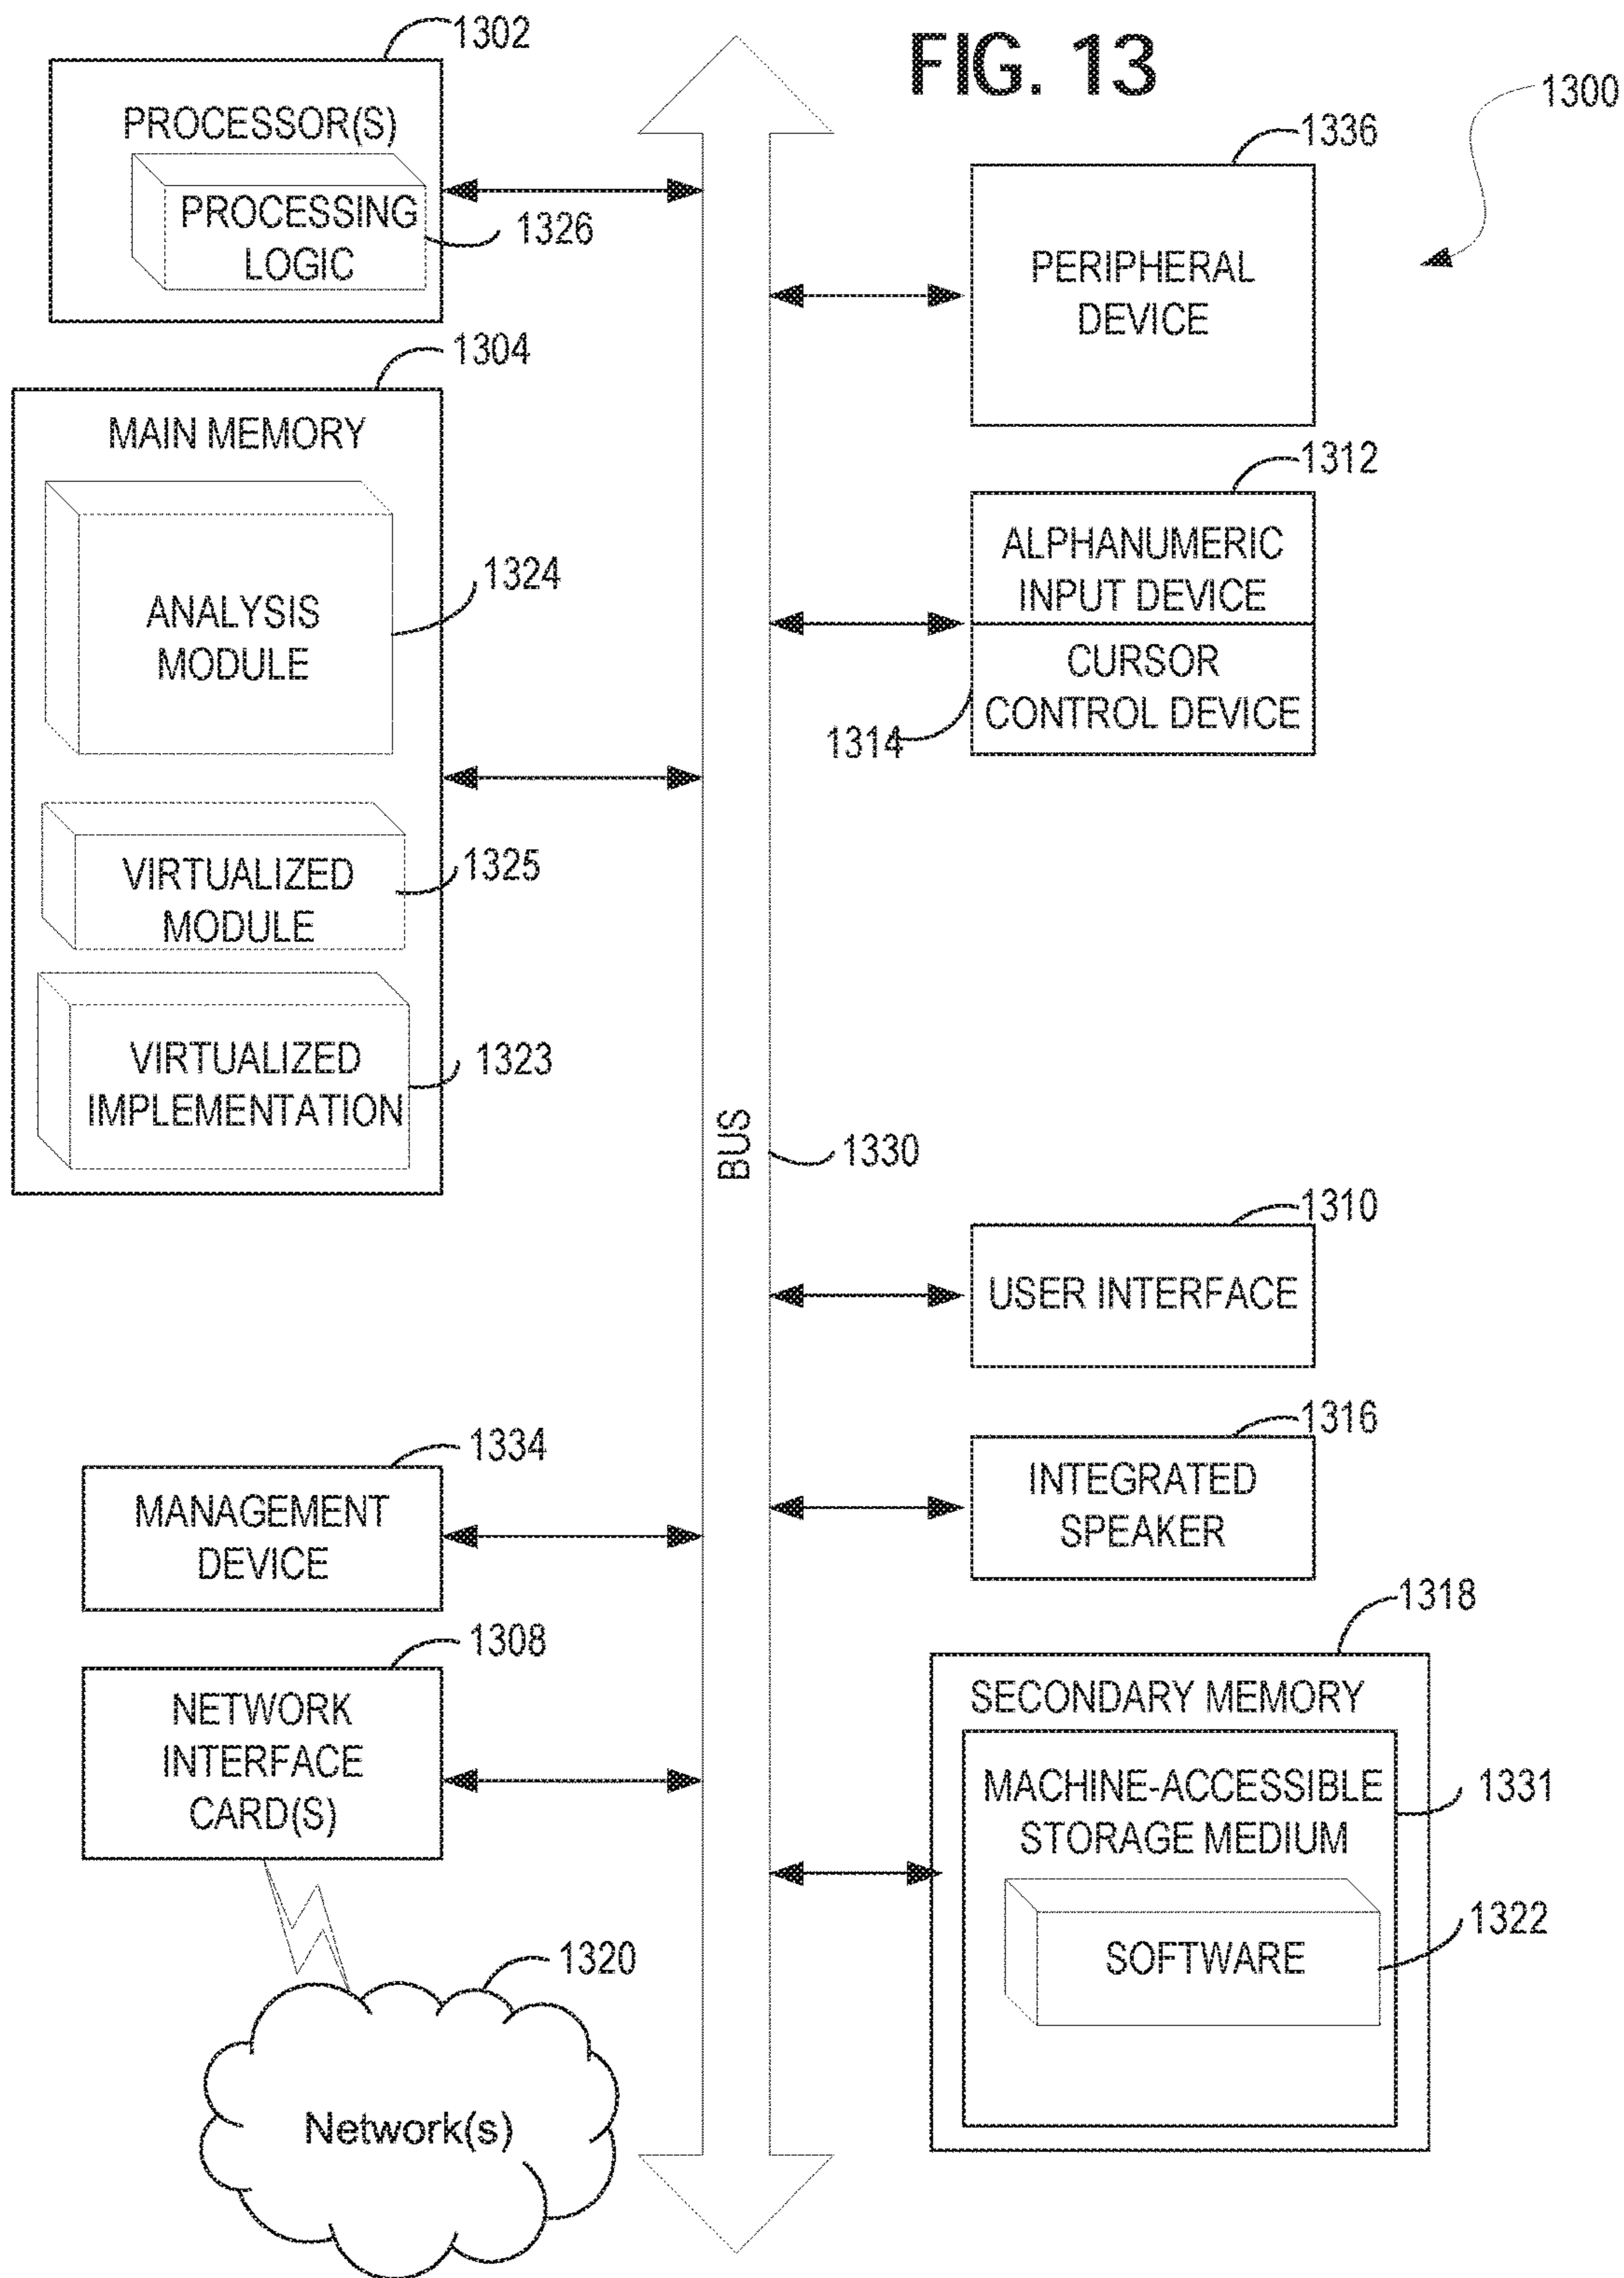 FIG. 13
1300
1302
PROCESSOR(S)
PROCESSING
LOGIC
1326
1304
MAIN MEMORY
ANALYSIS
MODULE
1324
VIRTUALIZED
MODULE
1325
VIRTUALIZED
IMPLEMENTATION
1323
BUS
1330
1334
MANAGEMENT
DEVICE
1308
NETWORK
INTERFACE
CARD(S)
1320
Network(s)
1336
PERIPHERAL
DEVICE
1312
ALPHANUMERIC
INPUT DEVICE
CURSOR
CONTROL DEVICE
1314
1310
USER INTERFACE
1316
INTEGRATED
SPEAKER
1318
SECONDARY MEMORY
MACHINE-ACCESSIBLE
STORAGE MEDIUM
1331
SOFTWARE
1322